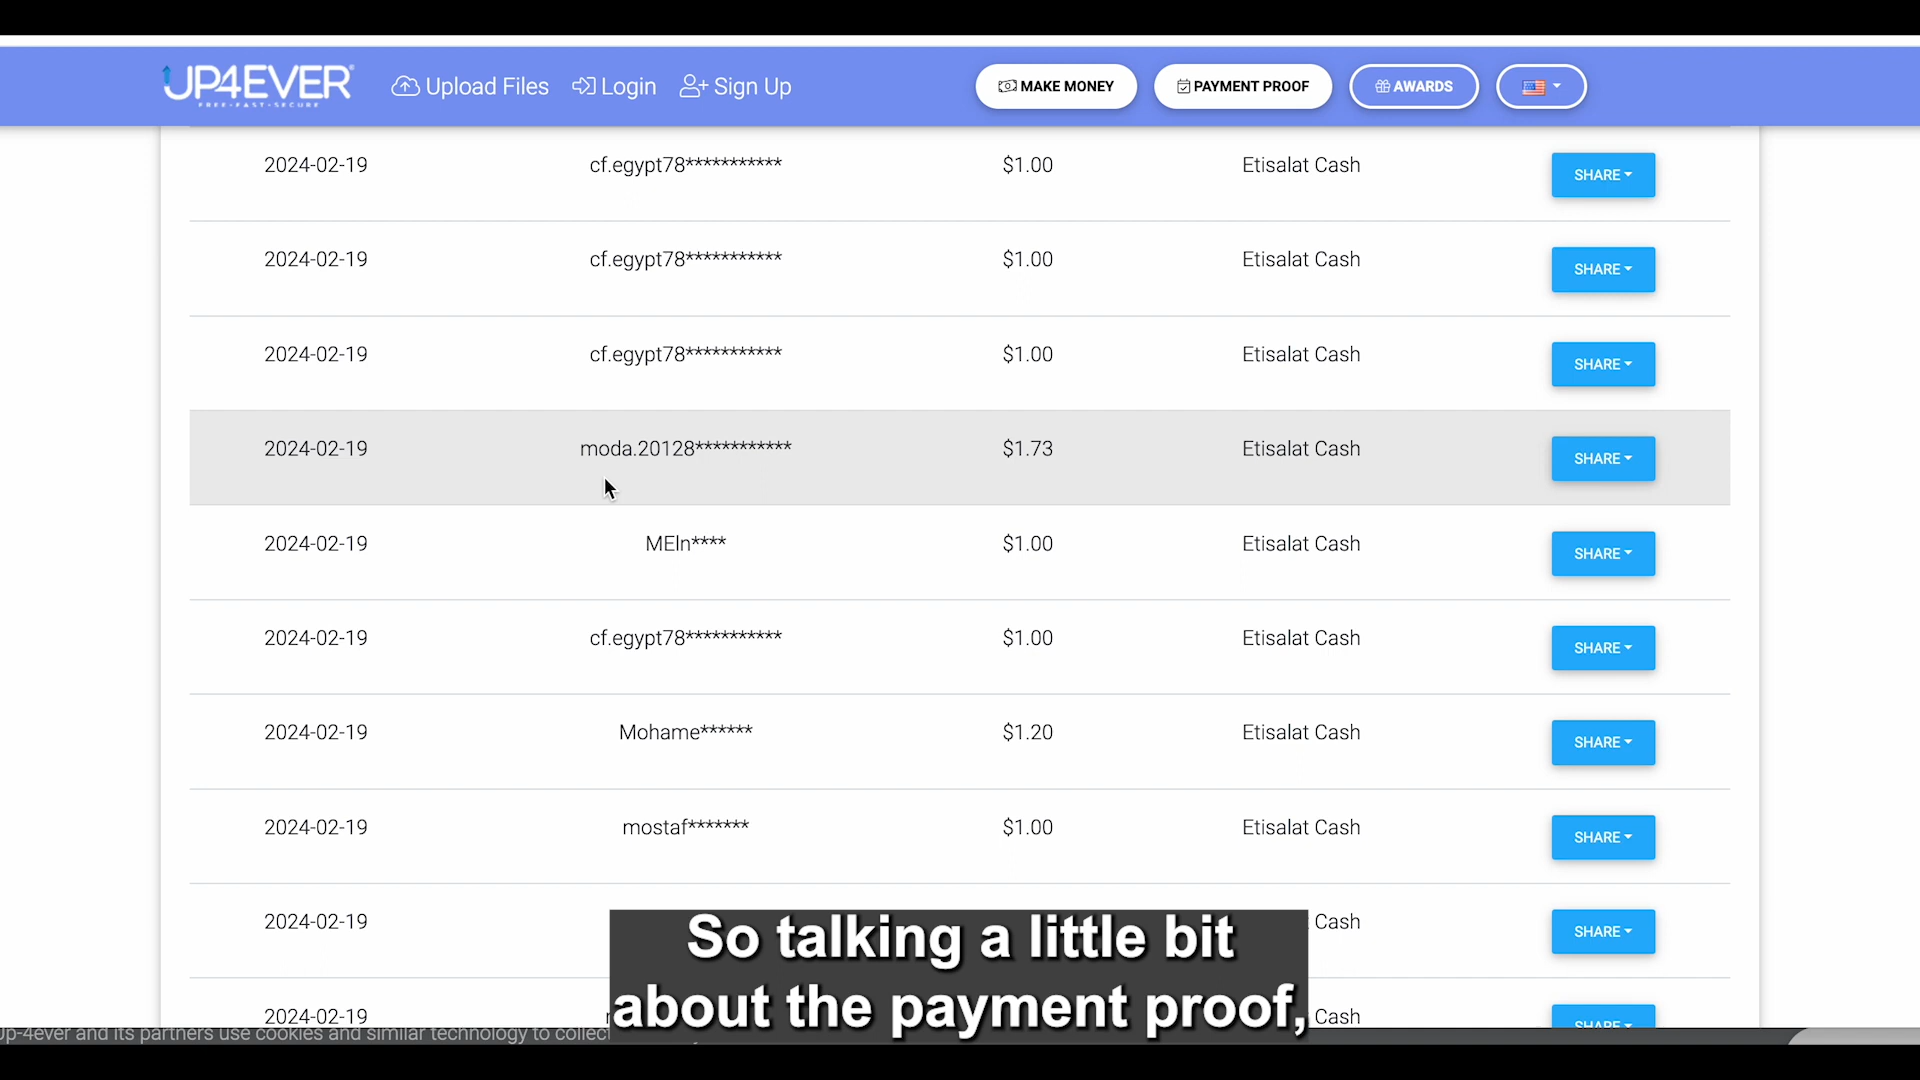 UP4EVER®
FREE-FAST-SECURE
Upload Files Login Sign Up MAKE MONEY PAYMENT PROOF AWARDS
2024-02-19 cf.egypt78*********** $1.00 Etisalat Cash SHARE
2024-02-19 cf.egypt78*********** $1.00 Etisalat Cash SHARE
2024-02-19 cf.egypt78*********** $1.00 Etisalat Cash SHARE
2024-02-19 moda.20128*********** $1.73 Etisalat Cash SHARE
2024-02-19 MEln**** $1.00 Etisalat Cash SHARE
2024-02-19 cf.egypt78*********** $1.00 Etisalat Cash SHARE
2024-02-19 Mohame****** $1.20 Etisalat Cash SHARE
2024-02-19 mostaf******* $1.00 Etisalat Cash SHARE
2024-02-19 Cash SHARE
2024-02-19 Cash SHARE
Up-4ever and its partners use cookies and similar technology to collect
So talking a little bit
about the payment proof,